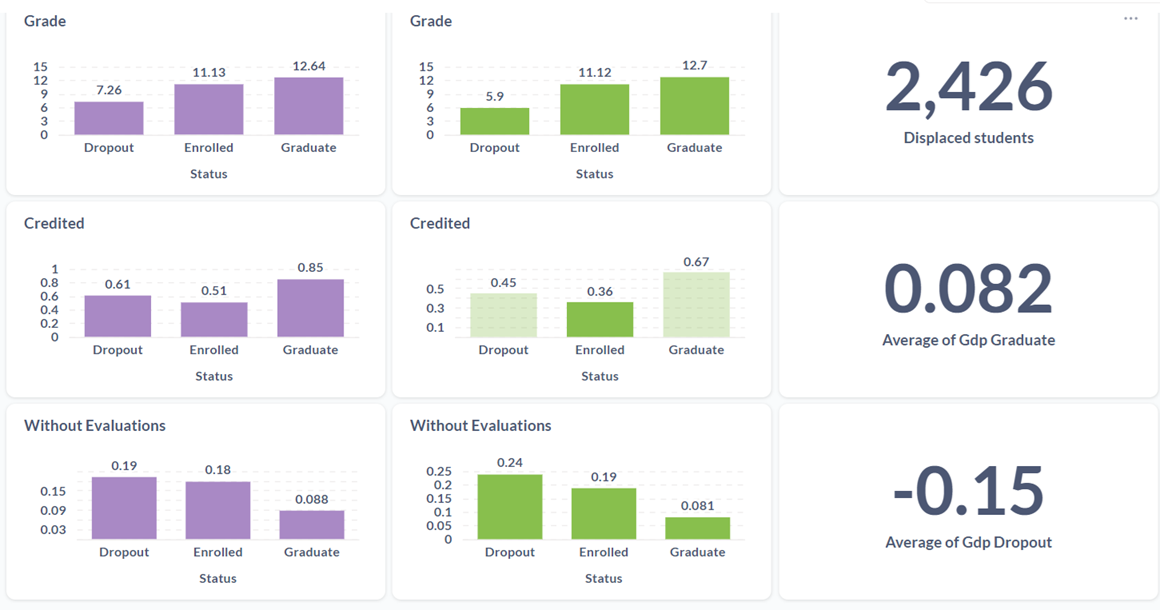 Grade
15
12
9
6
3
0
7.26
11.13
12.64
Dropout Enrolled Graduate
Status
Grade
15
12
9
6
3
0
5.9
11.12
12.7
Dropout Enrolled Graduate
Status
...
2,426
Displaced students
Credited
1
0.8
0.6
0.4
0.2
0
0.61
0.51
0.85
Dropout Enrolled Graduate
Status
Credited
0.5
0.3
0.1
0.45
0.36
0.67
Dropout Enrolled Graduate
Status
0.082
Average of Gdp Graduate
Without Evaluations
0.15
0.09
0.03
0.19
0.18
0.088
Dropout Enrolled Graduate
Status
Without Evaluations
0.25
0.2
0.15
0.1
0.05
0
0.24
0.19
0.081
Dropout Enrolled Graduate
Status
-0.15
Average of Gdp Dropout